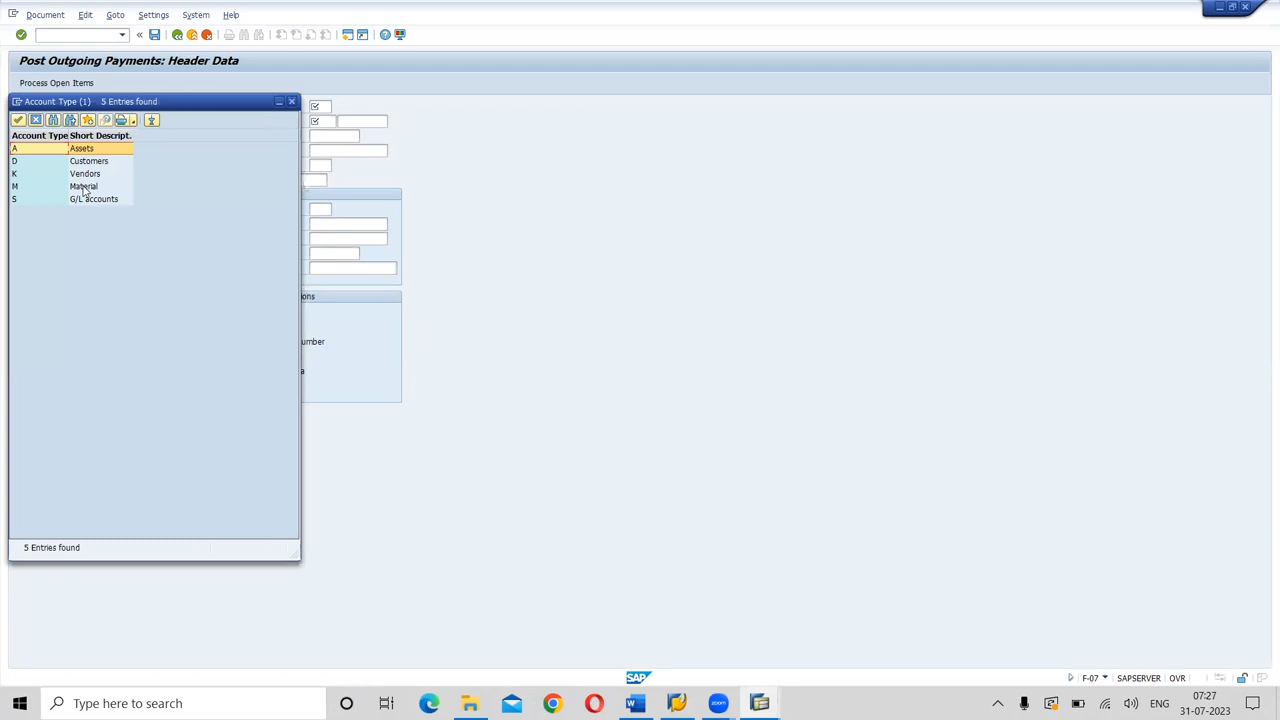 Document Edit Goto Settings System Help
Post Outgoing Payments: Header Data
Process Open Items
Account Type (1) 5 Entries found
Account Type Short Descript.
A Assets
D Customers
K Vendors
M Material
S G/L accounts
ons
umber
a
5 Entries found
SAP
F-07 SAPSERVER OVR
Type here to search
W
zoom
ENG
07:27
31-07-2023